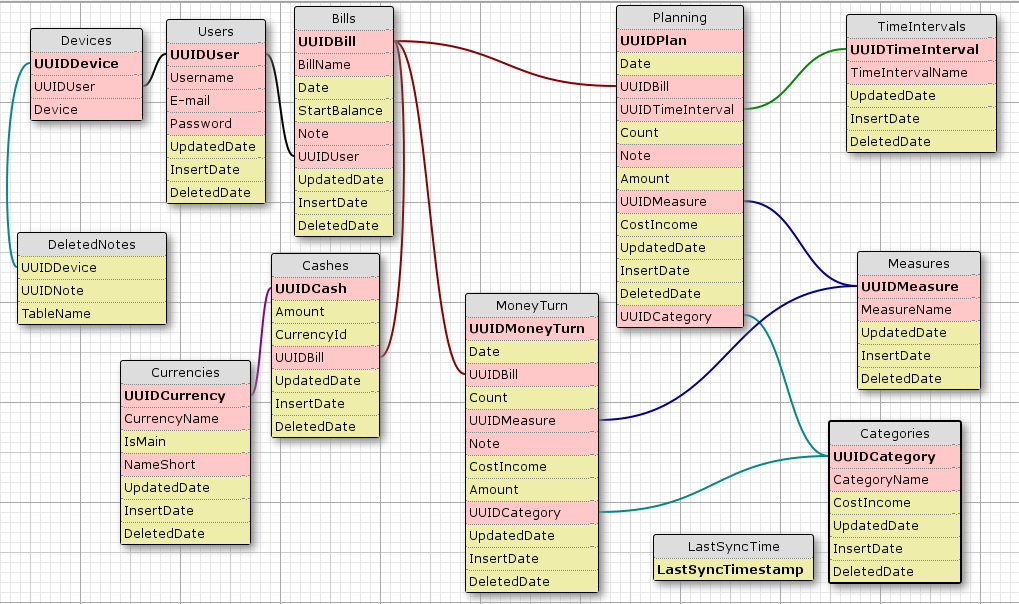 Devices
UUIDDevice
UUIDUser
Device
Users
UUIDUser
Username
E-mail
Password
UpdatedDate
InsertDate
DeletedDate
Bills
UUIDBill
BillName
Date
StartBalance
Note
UUIDUser
UpdatedDate
InsertDate
DeletedDate
Planning
UUIDPlan
Date
UUIDBill
UUIDTimeInterval
Count
Note
Amount
UUIDMeasure
CostIncome
UpdatedDate
InsertDate
DeletedDate
UUIDCategory
TimeIntervals
UUIDTimeInterval
TimeIntervalName
UpdatedDate
InsertDate
DeletedDate
DeletedNotes
UUIDDevice
UUIDNote
TableName
Cashes
UUIDCash
Amount
CurrencyId
UUIDBill
UpdatedDate
InsertDate
DeletedDate
Measures
UUIDMeasure
MeasureName
UpdatedDate
InsertDate
DeletedDate
MoneyTurn
UUIDMoneyTurn
Date
UUIDBill
Count
UUIDMeasure
Note
CostIncome
Amount
UUIDCategory
UpdatedDate
InsertDate
DeletedDate
Currencies
UUIDCurrency
CurrencyName
IsMain
NameShort
UpdatedDate
InsertDate
DeletedDate
Categories
UUIDCategory
CategoryName
CostIncome
UpdatedDate
InsertDate
DeletedDate
LastSyncTime
LastSyncTimestamp